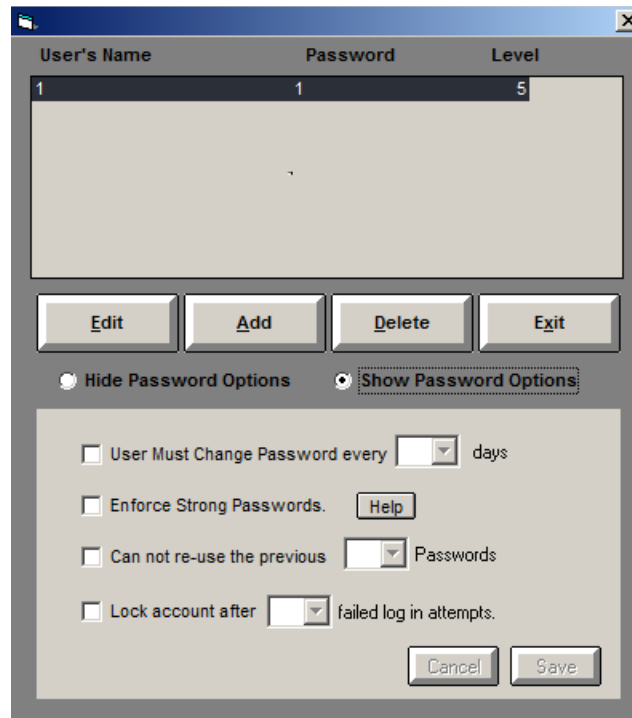 User's Name Password Level
1 1 5
Edit Add Delete Exit
Hide Password Options Show Password Options
User Must Change Password every days
Enforce Strong Passwords. Help
Can not re-use the previous Passwords
Lock account after failed log in attempts.
Cancel Save